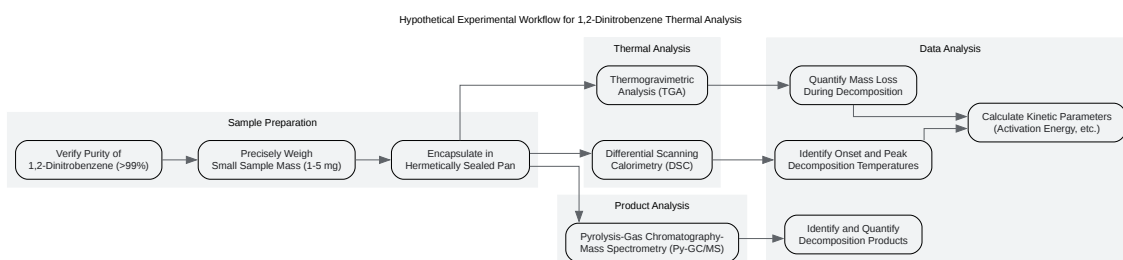 Hypothetical Experimental Workflow for 1,2-Dinitrobenzene Thermal Analysis
Sample Preparation
Verify Purity of
1,2-Dinitrobenzene (>99%)
Precisely Weigh
Small Sample Mass (1-5 mg)
Encapsulate in
Hermetically Sealed Pan
Thermal Analysis
Thermogravimetric
Analysis (TGA)
Differential Scanning
Calorimetry (DSC)
Product Analysis
Pyrolysis-Gas Chromatography-
Mass Spectrometry (Py-GC/MS)
Data Analysis
Quantify Mass Loss
During Decomposition
Calculate Kinetic Parameters
(Activation Energy, etc.)
Identify Onset and Peak
Decomposition Temperatures
Identify and Quantify
Decomposition Products